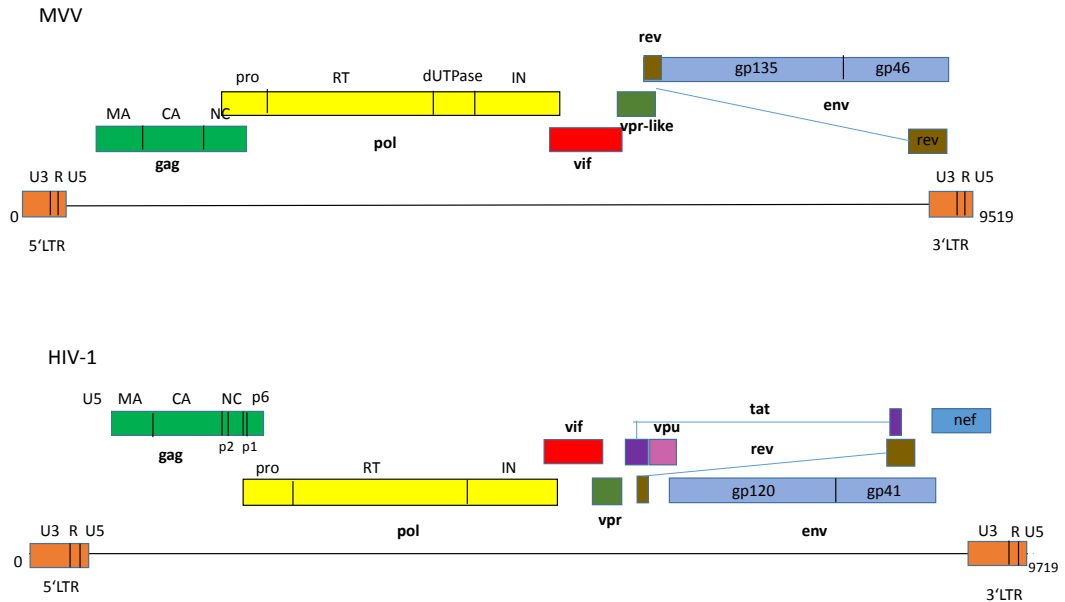 MVV
rev
pro RT dUTPase IN
gp135 gp46
MA CA NC
env
vpr-like
pol
rev
gag
vif
U3 R U5
U3 R U5
0
9519
5‘LTR
3‘LTR
HIV-1
U5 MA CA NC p6
tat
nef
vif
vpu
p2 p1
gag
rev
pro RT IN
gp120 gp41
vpr
pol
env
U3 R U5
U3 R U5
0
9719
5‘LTR
3‘LTR